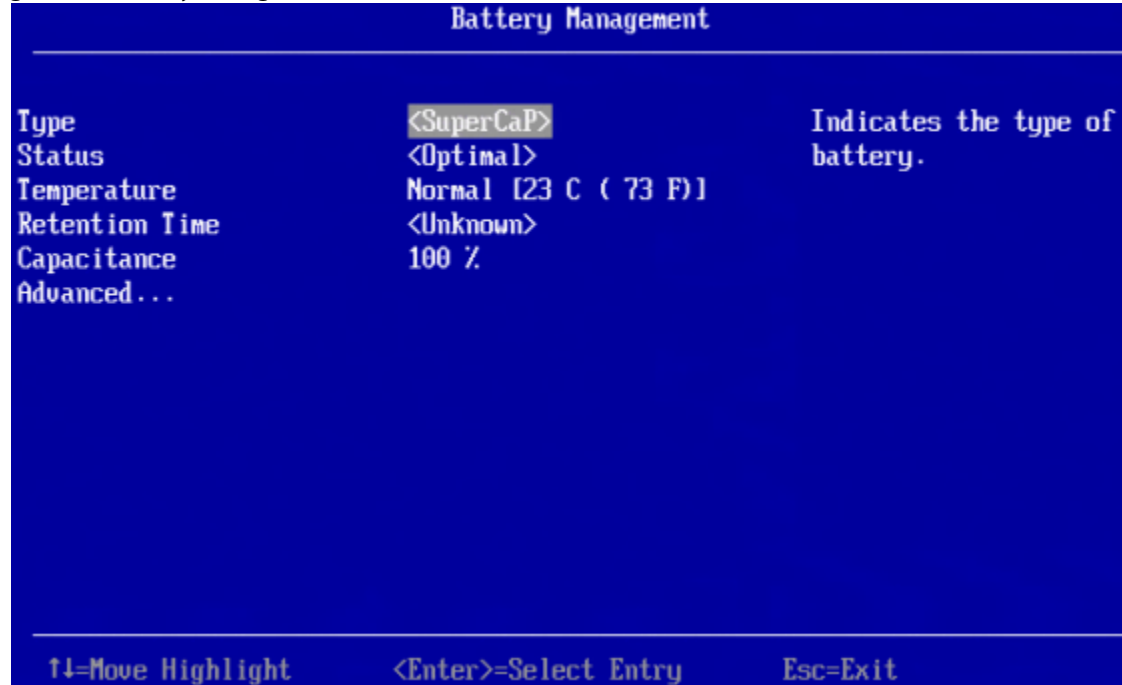 Battery Management
Type <SuperCaP> Indicates the type of
Status <Optimal> battery.
Temperature Normal [23 C ( 73 F)]
Retention Time <Unknown>
Capacitance 100 %
Advanced...
↑↓=Move Highlight <Enter>=Select Entry Esc=Exit